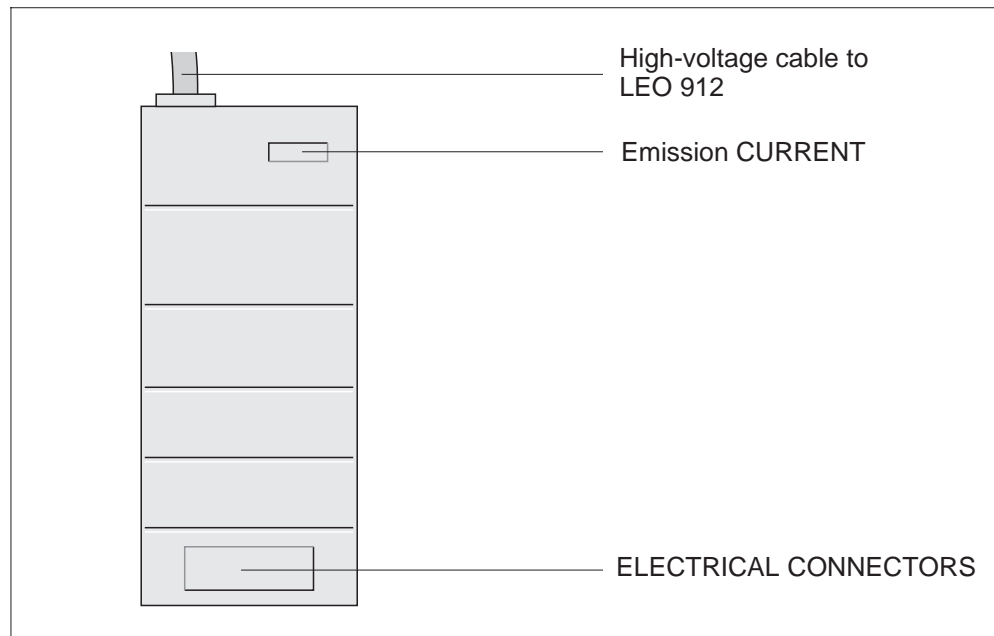 High-voltage cable to
LEO 912
Emission CURRENT
ELECTRICAL CONNECTORS